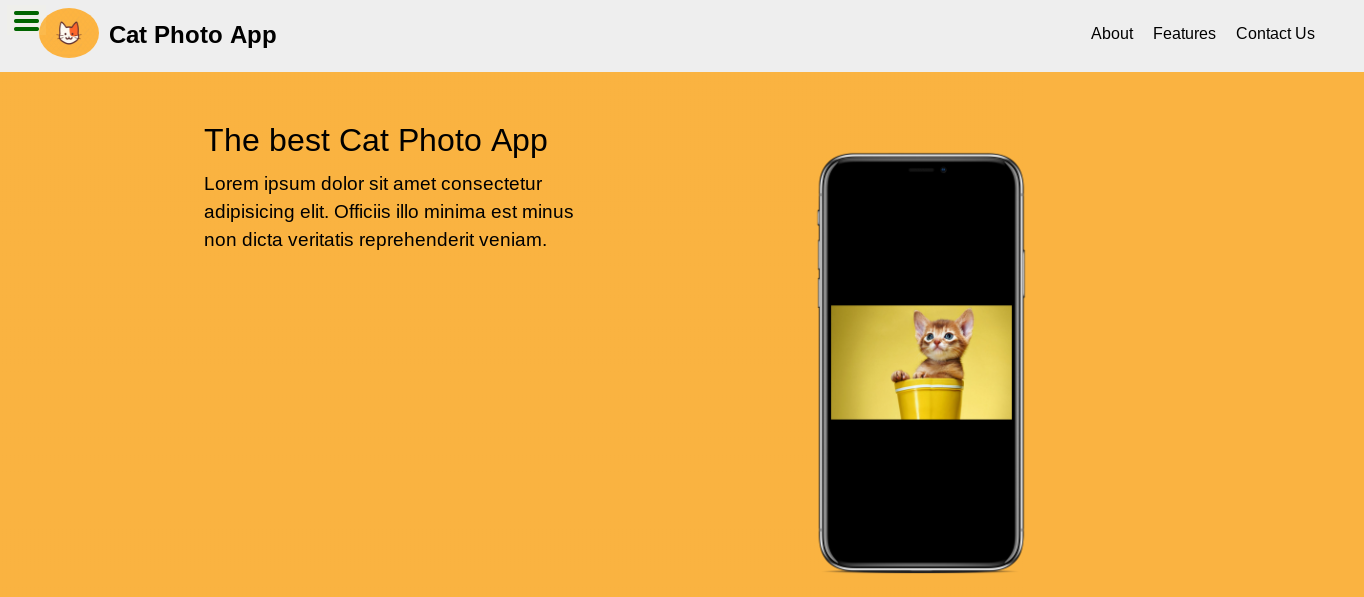 Cat Photo App
About Features Contact Us
The best Cat Photo App
Lorem ipsum dolor sit amet consectetur
adipisicing elit. Officiis illo minima est minus
non dicta veritatis reprehenderit veniam.